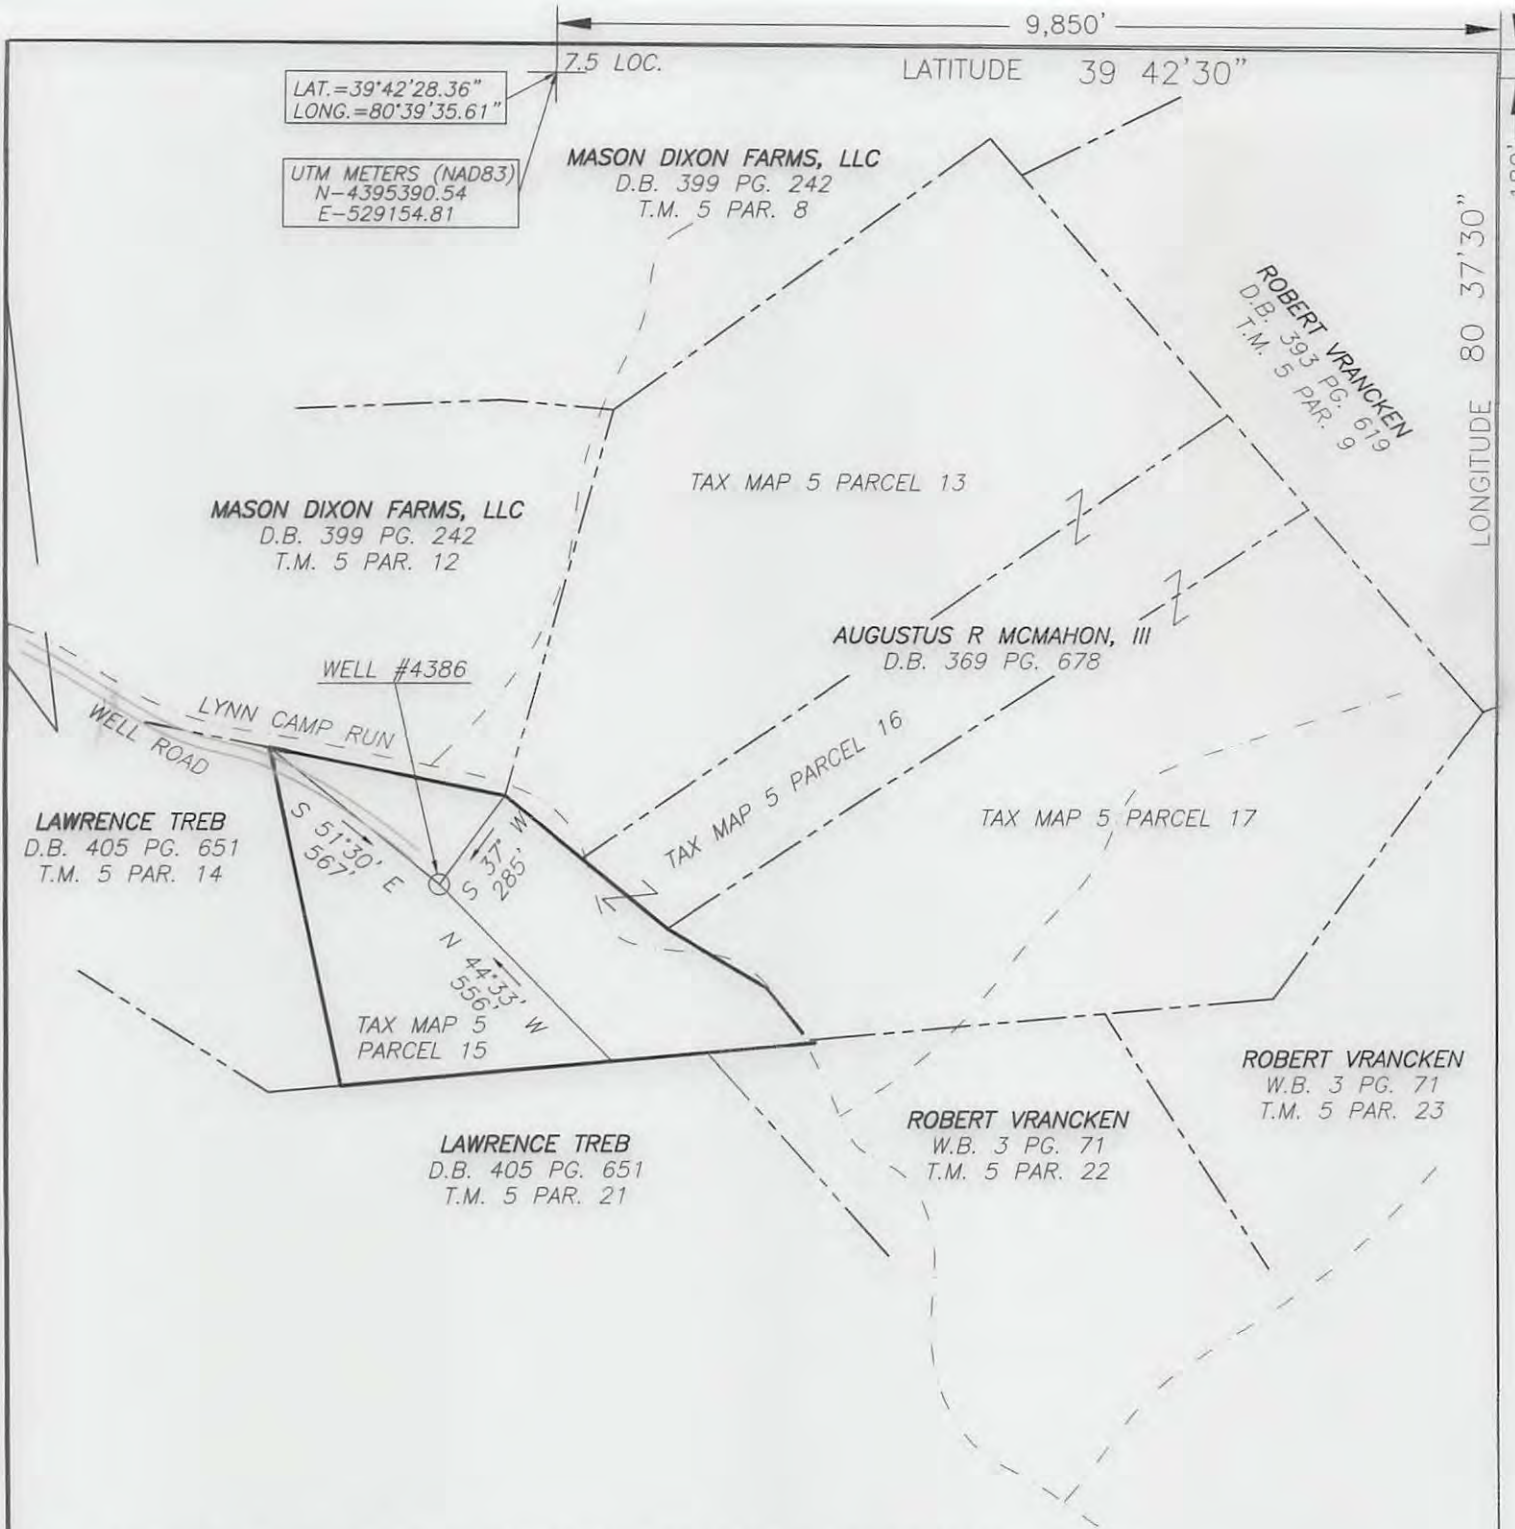 9,850'
7.5 LOC.
LATITUDE 39 42'30"
LAT.=39°42'28.36"
LONG.=80°39'35.61"
UTM METERS (NAD83)
N-4395390.54
E-529154.81
MASON DIXON FARMS, LLC
D.B. 399 PG. 242
T.M. 5 PAR. 8
LONGITUDE 80 37'30"
ROBERT VRANCKEN
D.B. 393 PG. 619
T.M. 5 PAR. 9
TAX MAP 5 PARCEL 13
MASON DIXON FARMS, LLC
D.B. 399 PG. 242
T.M. 5 PAR. 12
AUGUSTUS R MCMAHON, III
D.B. 369 PG. 678
WELL #4386
LYNN CAMP RUN
WELL ROAD
TAX MAP 5 PARCEL 16
TAX MAP 5 PARCEL 17
LAWRENCE TREB
D.B. 405 PG. 651
T.M. 5 PAR. 14
S 51°30' E
567'
S 37° W
285'
N 44°33' W
556'
TAX MAP 5
PARCEL 15
LAWRENCE TREB
D.B. 405 PG. 651
T.M. 5 PAR. 21
ROBERT VRANCKEN
W.B. 3 PG. 71
T.M. 5 PAR. 22
ROBERT VRANCKEN
W.B. 3 PG. 71
T.M. 5 PAR. 23